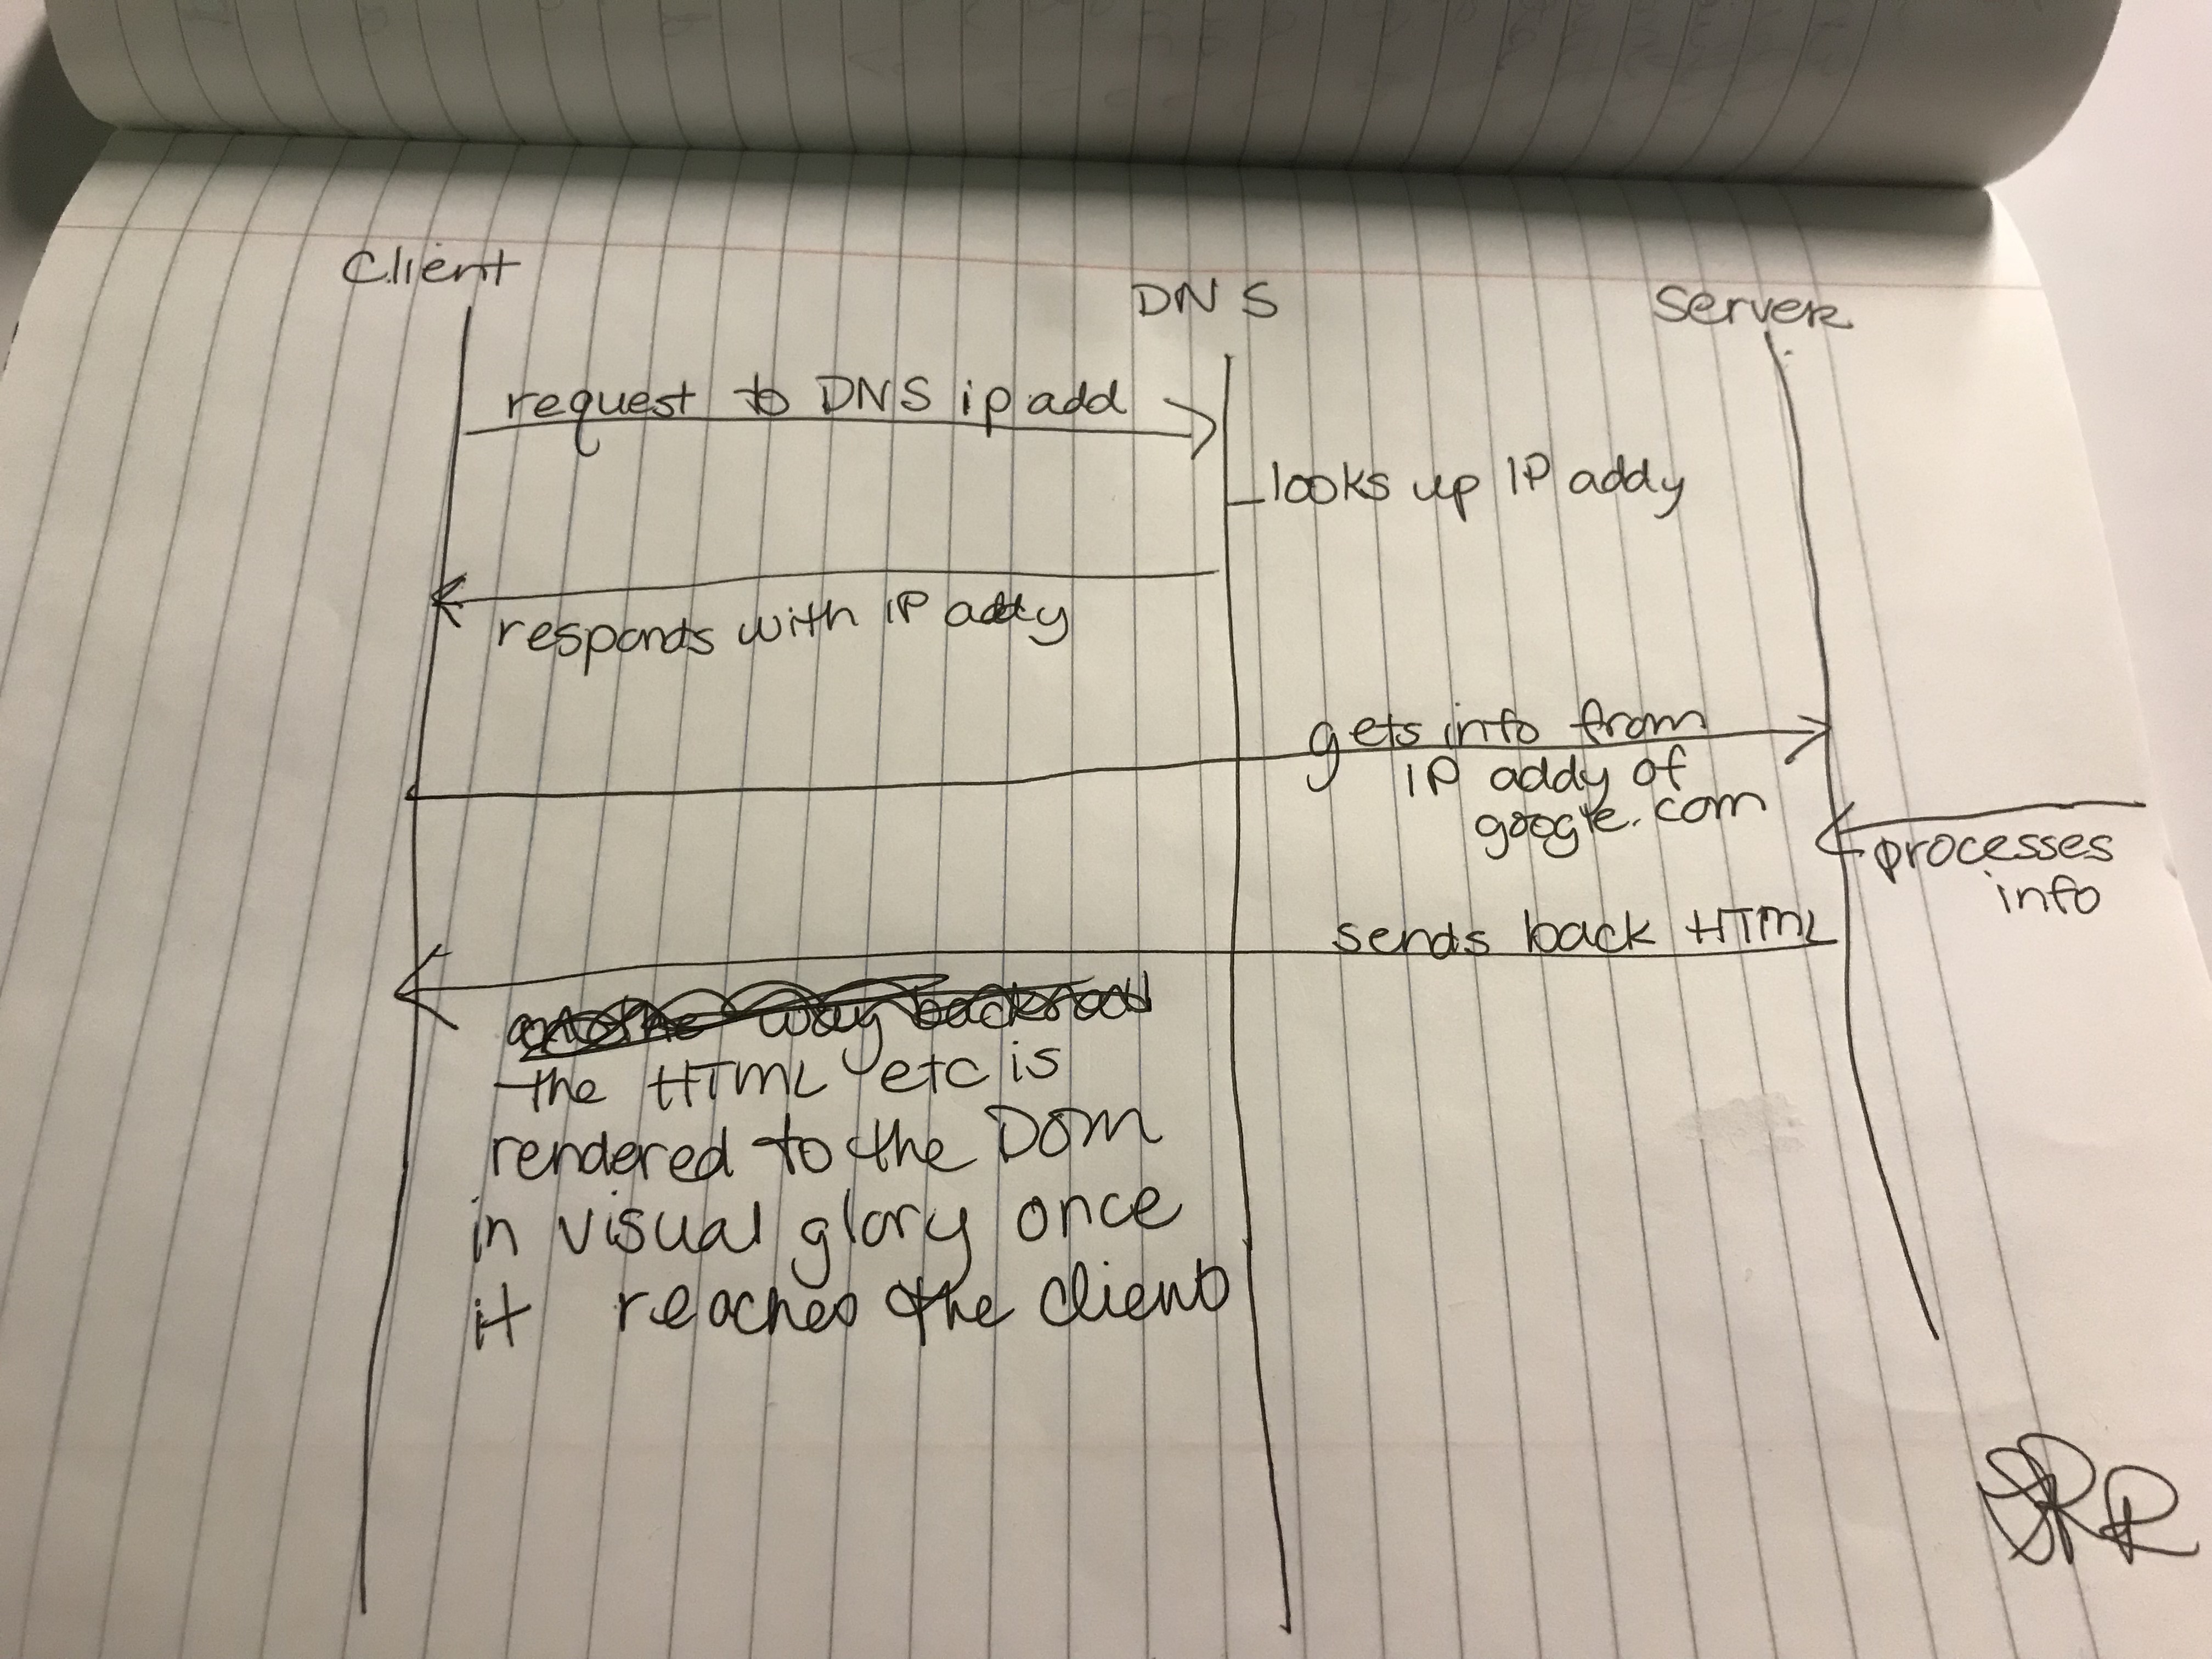 Client
DNS
Server
request to DNS ip add
looks up IP addy
responds with IP addy
gets info from
IP addy of
google.com
processes
info
sends back HTML
the HTML etc is
rendered to the DOM
in visual glory once
it reaches the client